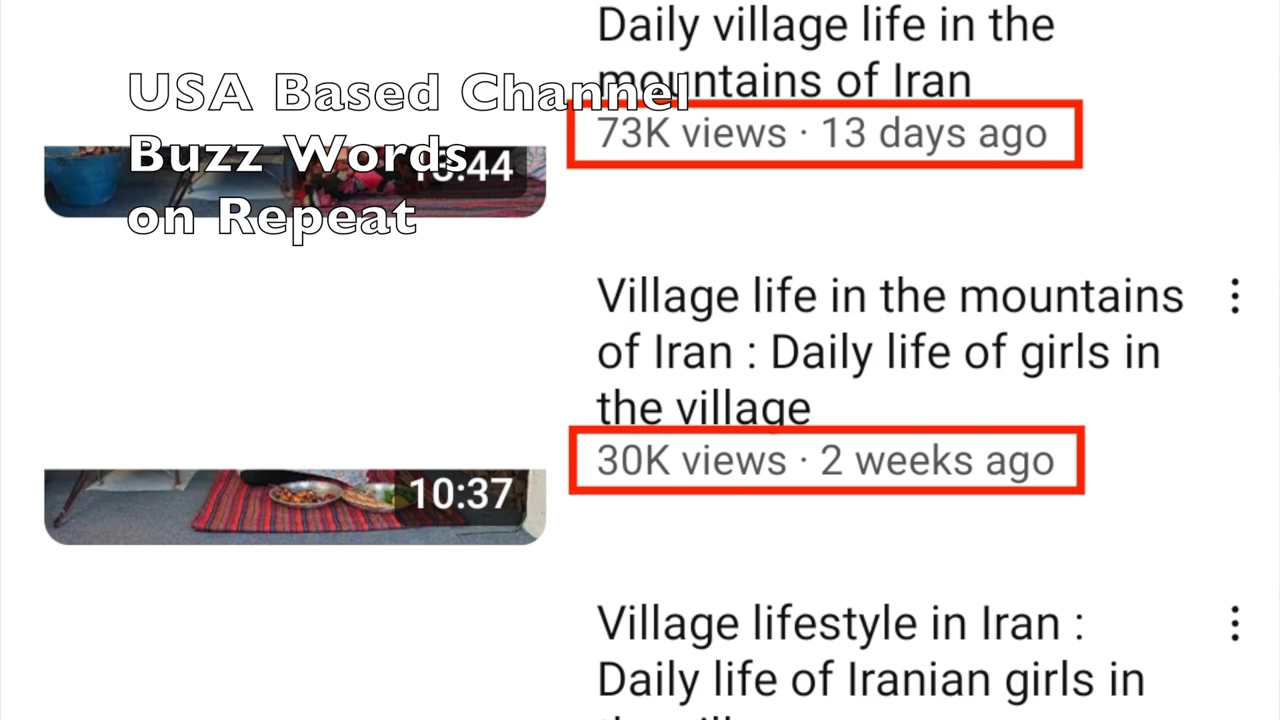 Daily village life in the
mountains of Iran
73K views · 13 days ago
USA Based Channel
Buzz Words
on Repeat
Village life in the mountains
of Iran : Daily life of girls in
the village
30K views · 2 weeks ago
10:37
Village lifestyle in Iran :
Daily life of Iranian girls in